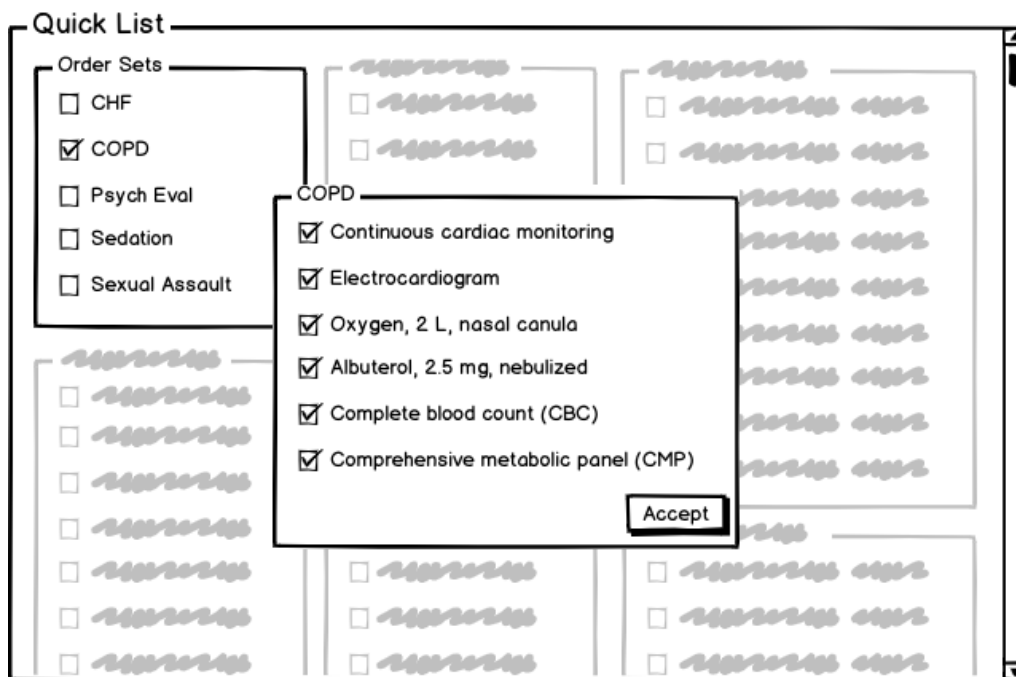 Quick List
Order Sets
CHF
COPD
Psych Eval
Sedation
Sexual Assault
COPD
Continuous cardiac monitoring
Electrocardiogram
Oxygen, 2 L, nasal canula
Albuterol, 2.5 mg, nebulized
Complete blood count (CBC)
Comprehensive metabolic panel (CMP)
Accept